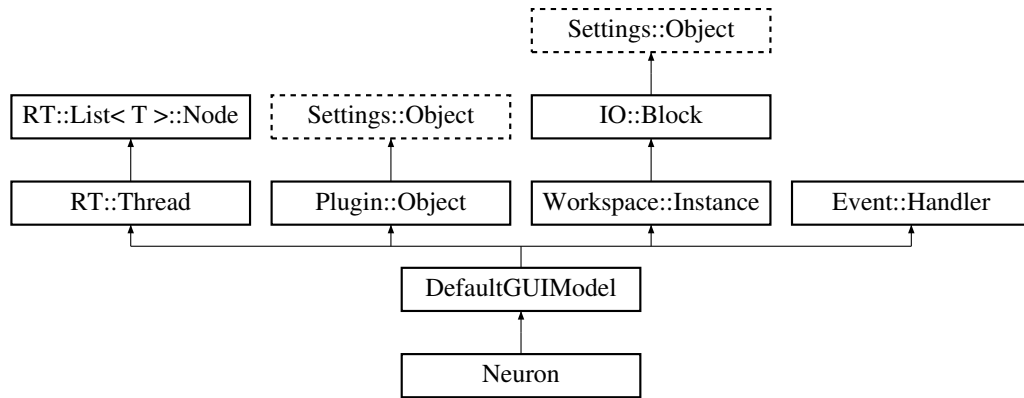 Settings::Object
RT::List< T >::Node
Settings::Object
IO::Block
RT::Thread
Plugin::Object
Workspace::Instance
Event::Handler
DefaultGUIModel
Neuron